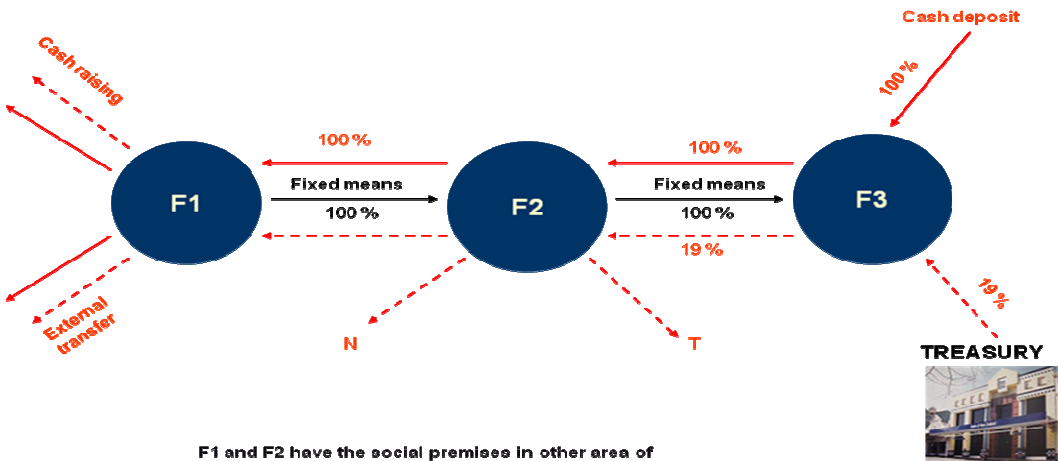 Cash deposit
Cash raising
100 %
100 %
100 %
Fixed means
Fixed means
F1
F2
F3
100 %
100 %
19 %
19 %
External
transfer
N
T
TREASURY
F1 and F2 have the social premises in other area of